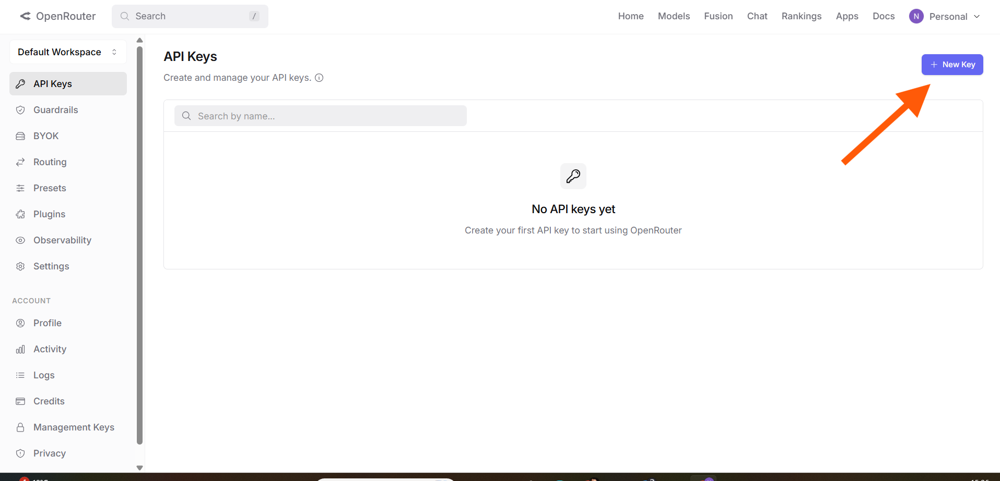 OpenRouter
Search
/
Home
Models
Fusion
Chat
Rankings
Apps
Docs
N
Personal
Default Workspace
API Keys
Guardrails
BYOK
Routing
Presets
Plugins
Observability
Settings
ACCOUNT
Profile
Activity
Logs
Credits
Management Keys
Privacy
API Keys
Create and manage your API keys.
New Key
Search by name...
No API keys yet
Create your first API key to start using OpenRouter